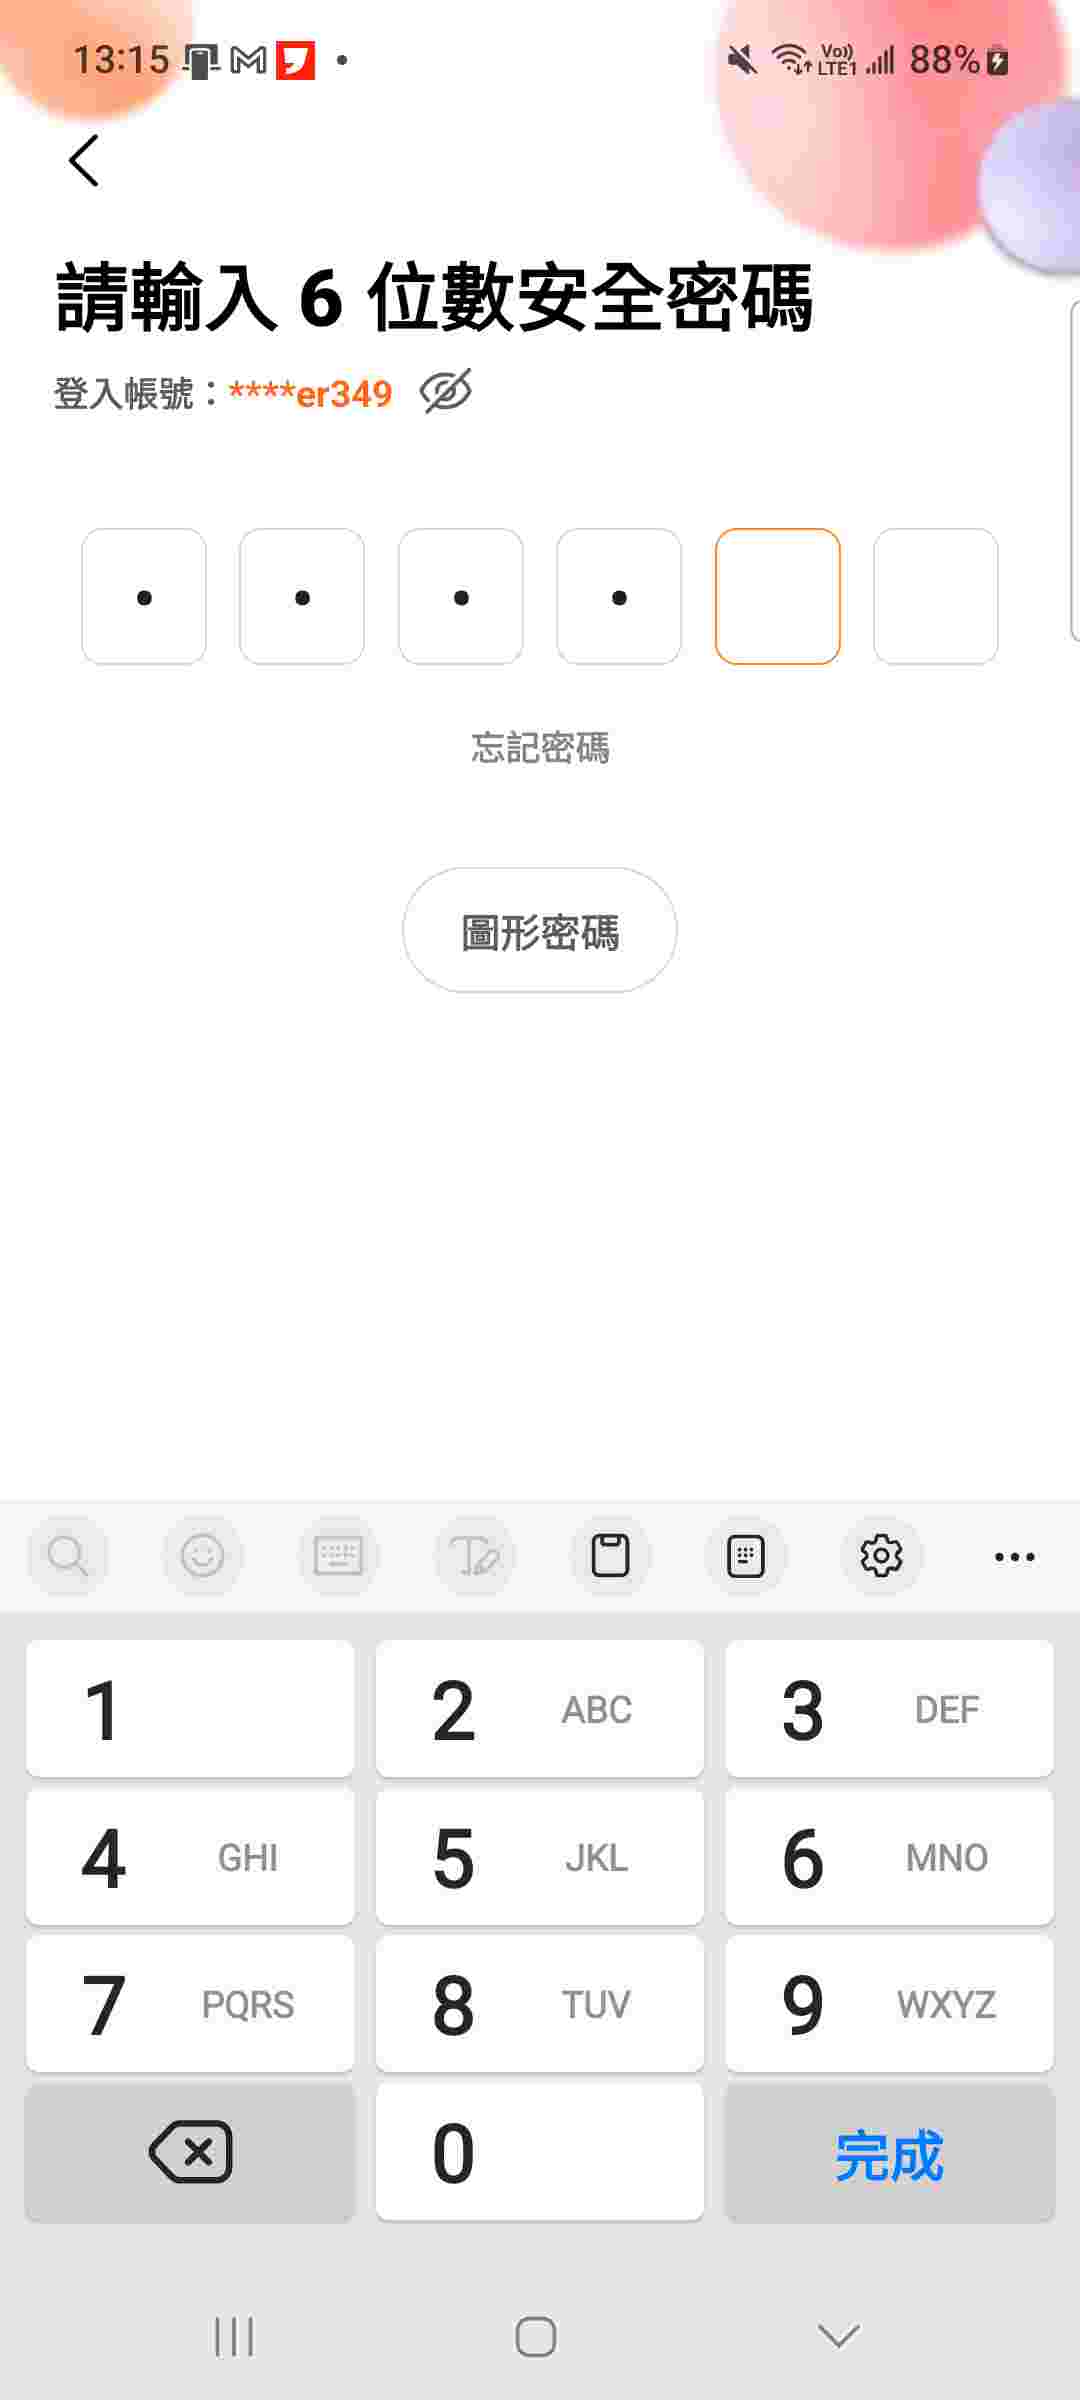 13:15
Vo)) LTE1 88%
請輸入 6 位數安全密碼
登入帳號：****er349
忘記密碼
圖形密碼
1
2 ABC
3 DEF
4 GHI
5 JKL
6 MNO
7 PQRS
8 TUV
9 WXYZ
0
完成